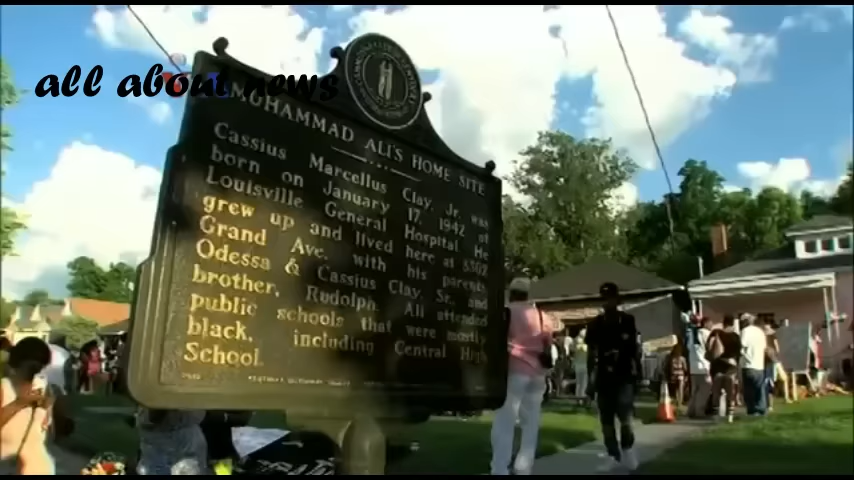 all about news
MUHAMMAD ALI'S HOME SITE
Cassius Marcellus Clay, Jr. was
born on January 17, 1942 at
Louisville General Hospital. He
grew up and lived here at 3302
Grand Ave. with his parents
Odessa & Cassius Clay, Sr., and
brother, Rudolph. Ali attended
public schools that were mostly
black, including Central High
School.